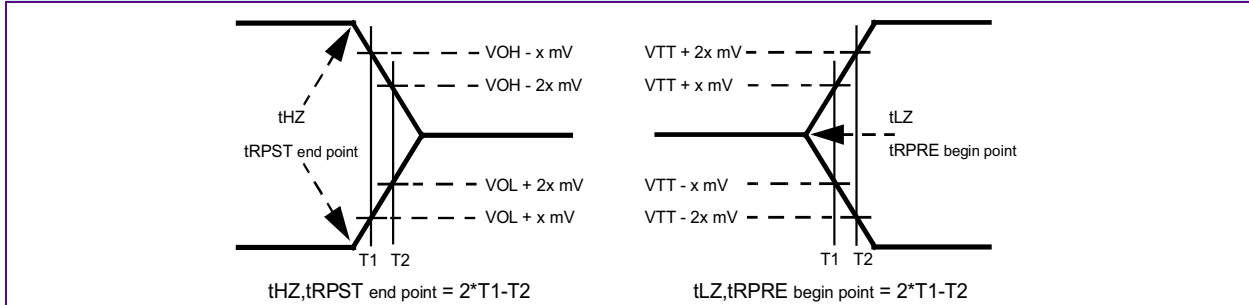 VOH - x mV
VTT + 2x mV
VOH - 2x mV
VTT + x mV
tHZ
tLZ
tRPST end point
tRPRE begin point
VOL + 2x mV
VTT - x mV
VOL + x mV
VTT - 2x mV
T1 T2
T1 T2
tHZ,tRPST end point = 2*T1-T2
tLZ,tRPRE begin point = 2*T1-T2